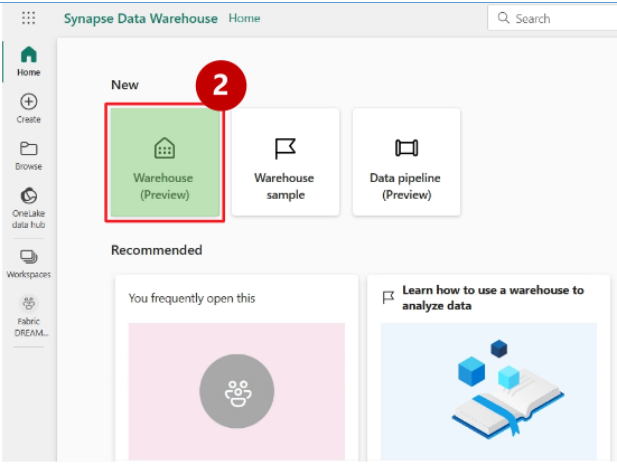 Synapse Data Warehouse Home
Search
Home
Create
Browse
OneLake
data hub
Workspaces
Fabric
DREAM...
New
2
Warehouse
(Preview)
Warehouse
sample
Data pipeline
(Preview)
Recommended
You frequently open this
Learn how to use a warehouse to
analyze data